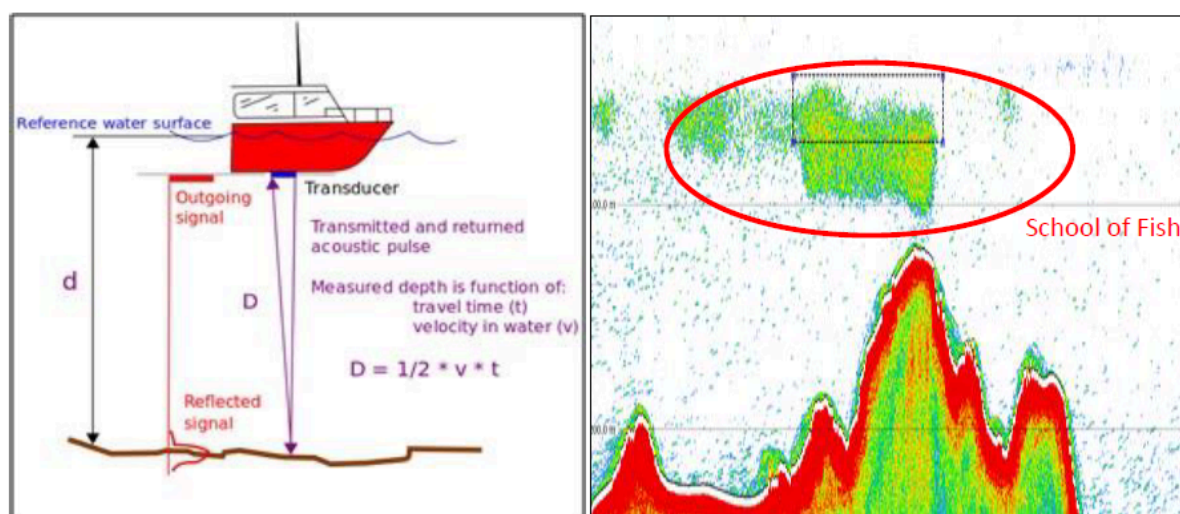 Reference water surface
Outgoing
signal
Transducer
Transmitted and returned
acoustic pulse
d
D
Measured depth is function of:
travel time (t)
velocity in water (v)
D = 1/2 * v * t
Reflected
signal
School of Fish